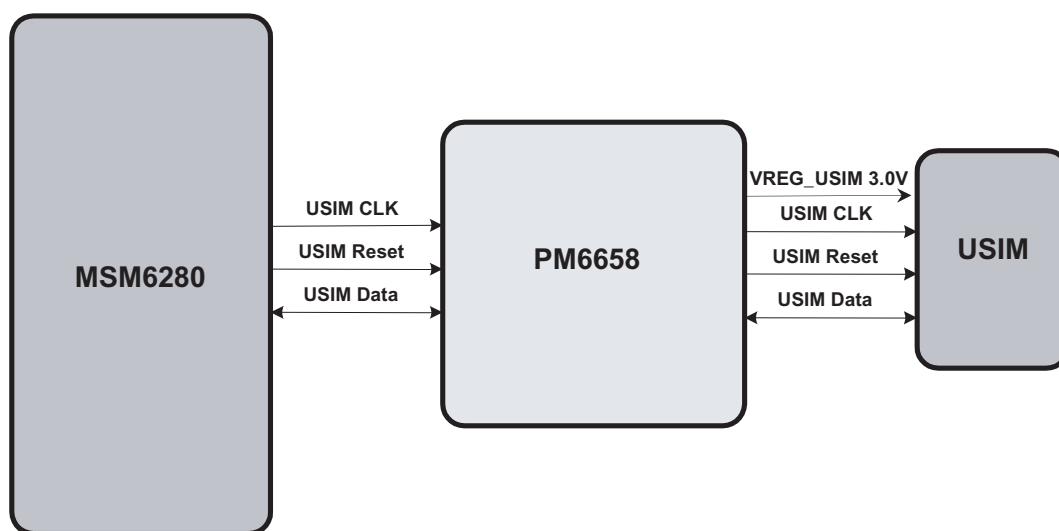 MSM6280
USIM CLK
USIM Reset
USIM Data
PM6658
VREG_USIM 3.0V
USIM CLK
USIM Reset
USIM Data
USIM